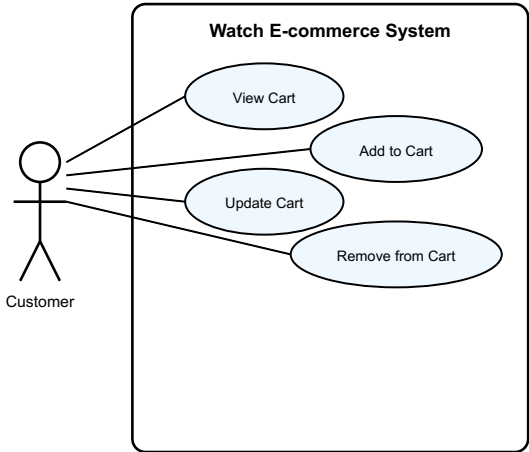 Watch E-commerce System
View Cart
Add to Cart
Update Cart
Remove from Cart
Customer